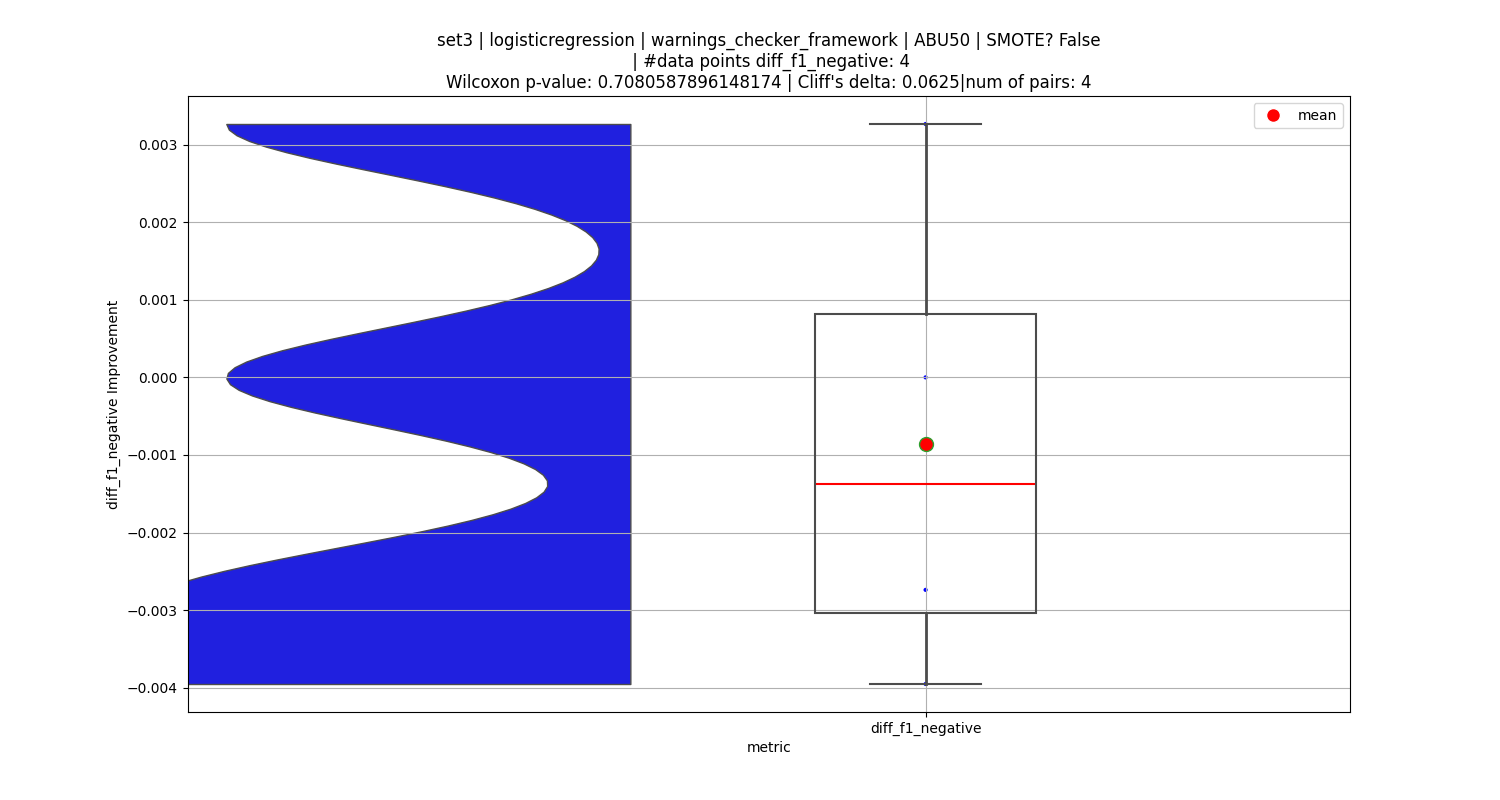 set3 | logisticregression | warnings_checker_framework | ABU50 | SMOTE? False
| #data points diff_f1_negative: 4
Wilcoxon p-value: 0.7080587896148174 | Cliff's delta: 0.0625|num of pairs: 4
mean
0.003
0.002
0.001
0.000
−0.001
−0.002
−0.003
−0.004
diff_f1_negative Improvement
diff_f1_negative
metric